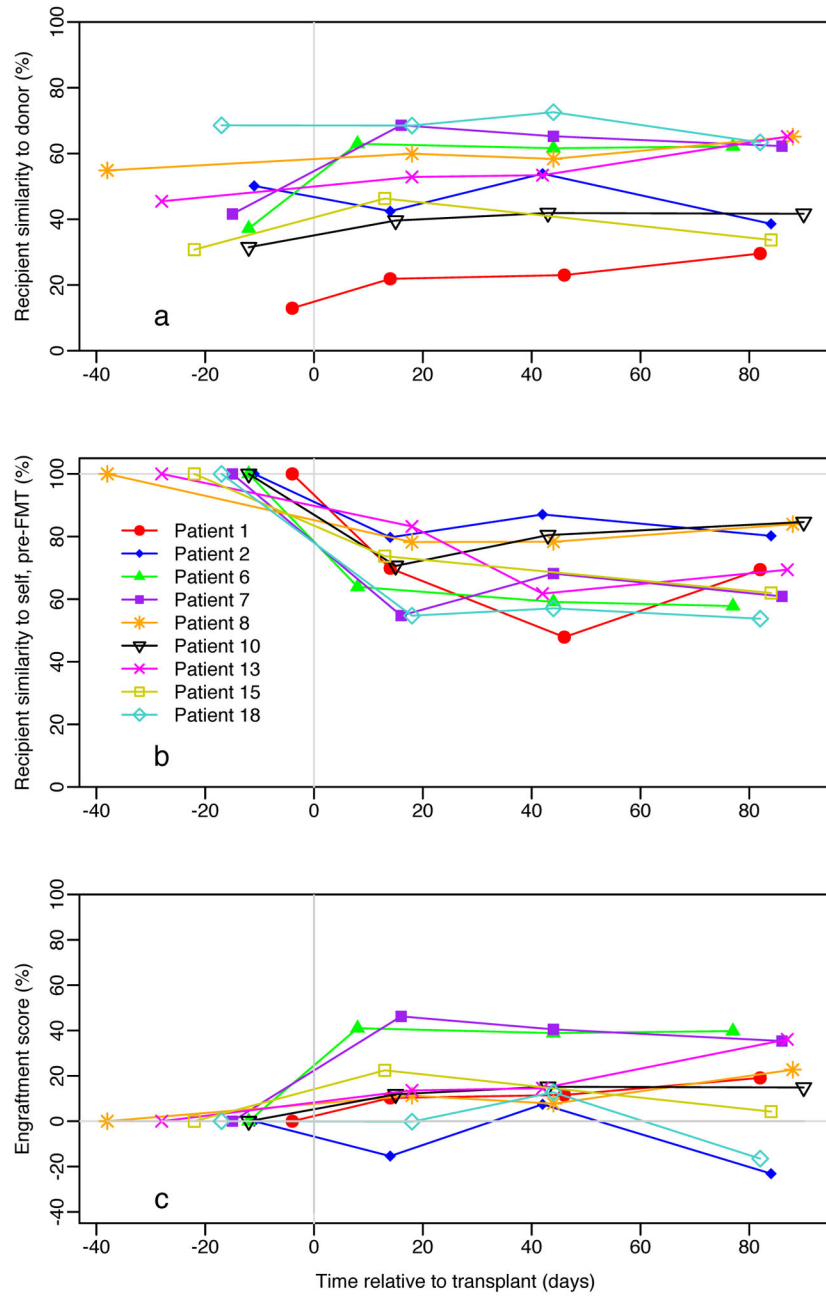 Recipient similarity to donor (%)
100
80
60
40
20
0
a
-40
-20
0
20
40
60
80
Recipient similarity to self, pre-FMT (%)
100
80
60
40
20
0
Patient 1
Patient 2
Patient 6
Patient 7
Patient 8
Patient 10
Patient 13
Patient 15
Patient 18
b
-40
-20
0
20
40
60
80
Engraftment score (%)
100
80
60
40
20
0
-20
-40
c
-40
-20
0
20
40
60
80
Time relative to transplant (days)